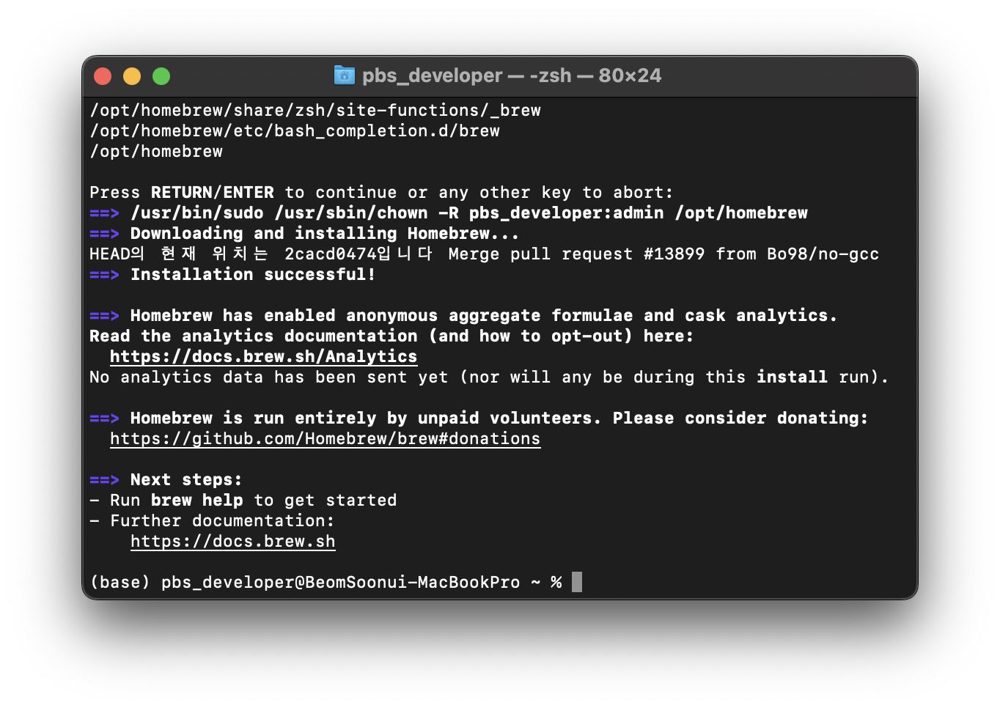 pbs_developer — -zsh — 80×24
/opt/homebrew/share/zsh/site-functions/_brew
/opt/homebrew/etc/bash_completion.d/brew
/opt/homebrew
Press RETURN/ENTER to continue or any other key to abort:
==> /usr/bin/sudo /usr/sbin/chown -R pbs_developer:admin /opt/homebrew
==> Downloading and installing Homebrew...
HEAD의 현재 위치는 2cacd0474입니다 Merge pull request #13899 from Bo98/no-gcc
==> Installation successful!
==> Homebrew has enabled anonymous aggregate formulae and cask analytics.
Read the analytics documentation (and how to opt-out) here:
https://docs.brew.sh/Analytics
No analytics data has been sent yet (nor will any be during this install run).
==> Homebrew is run entirely by unpaid volunteers. Please consider donating:
https://github.com/Homebrew/brew#donations
==> Next steps:
- Run brew help to get started
- Further documentation:
https://docs.brew.sh
(base) pbs_developer@BeomSoonui-MacBookPro ~ %